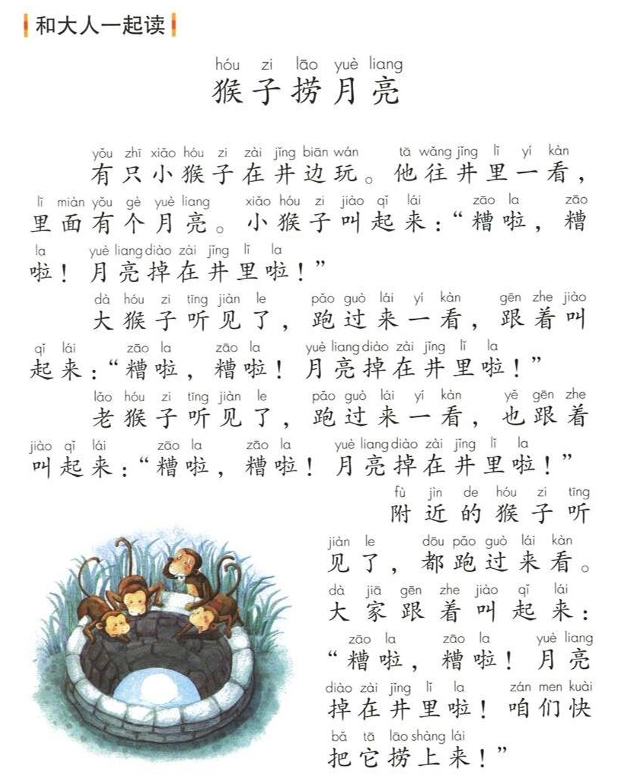 和大人一起读
hóu zi lāo yuè liang
猴子捞月亮
yǒu zhī xiǎo hóu zi zài jǐng biān wán tā wǎng jǐng lǐ yí kàn
有只小猴子在井边玩。他往井里一看，
lǐ miàn yǒu gè yuè liang xiǎo hóu zi jiào qǐ lái zāo la zāo
里面有个月亮。小猴子叫起来：“糟啦，糟
la yuè liang diào zài jǐng lǐ la
啦！月亮掉在井里啦！”
dà hóu zi tīng jiàn le pǎo guò lái yí kàn gēn zhe jiào
大猴子听见了，跑过来一看，跟着叫
qǐ lái zāo la zāo la yuè liang diào zài jǐng lǐ la
起来：“糟啦，糟啦！月亮掉在井里啦！”
lǎo hóu zi tīng jiàn le pǎo guò lái yí kàn yě gēn zhe
老猴子听见了，跑过来一看，也跟着
jiào qǐ lái zāo la zāo la yuè liang diào zài jǐng lǐ la
叫起来：“糟啦，糟啦！月亮掉在井里啦！”
fù jìn de hóu zi tīng
附近的猴子听
jiàn le dōu pǎo guò lái kàn
见了，都跑过来看。
dà jiā gēn zhe jiào qǐ lái
大家跟着叫起来：
zāo la zāo la yuè liang
“糟啦，糟啦！月亮
diào zài jǐng lǐ la zán men kuài
掉在井里啦！咱们快
bǎ tā lāo shàng lái
把它捞上来！”